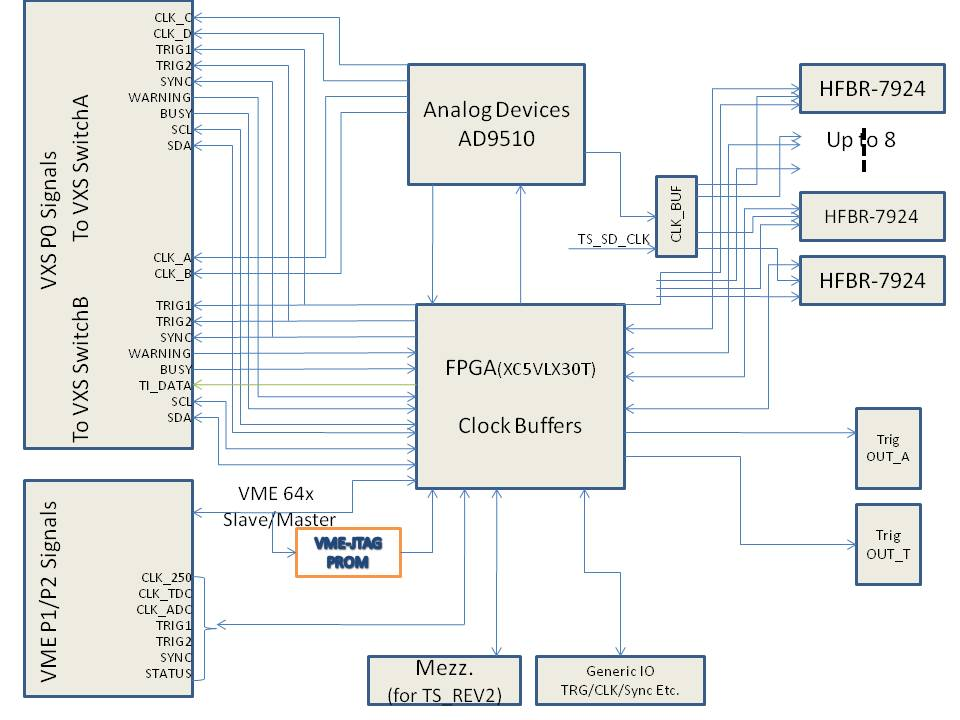 VXS P0 Signals
To VXS SwitchA
To VXS SwitchB
CLK_C
CLK_D
TRIG1
TRIG2
SYNC
WARNING
BUSY
SCL
SDA
CLK_A
CLK_B
TRIG1
TRIG2
SYNC
WARNING
BUSY
TI_DATA
SCL
SDA
Analog Devices
AD9510
CLK_BUF
TS_SD_CLK
HFBR-7924
Up to 8
HFBR-7924
HFBR-7924
FPGA(XC5VLX30T)
Clock Buffers
Trig
OUT_A
Trig
OUT_T
VME 64x
Slave/Master
VME-JTAG
PROM
VME P1/P2 Signals
CLK_250
CLK_TDC
CLK_ADC
TRIG1
TRIG2
SYNC
STATUS
Mezz.
(for TS_REV2)
Generic IO
TRG/CLK/Sync Etc.